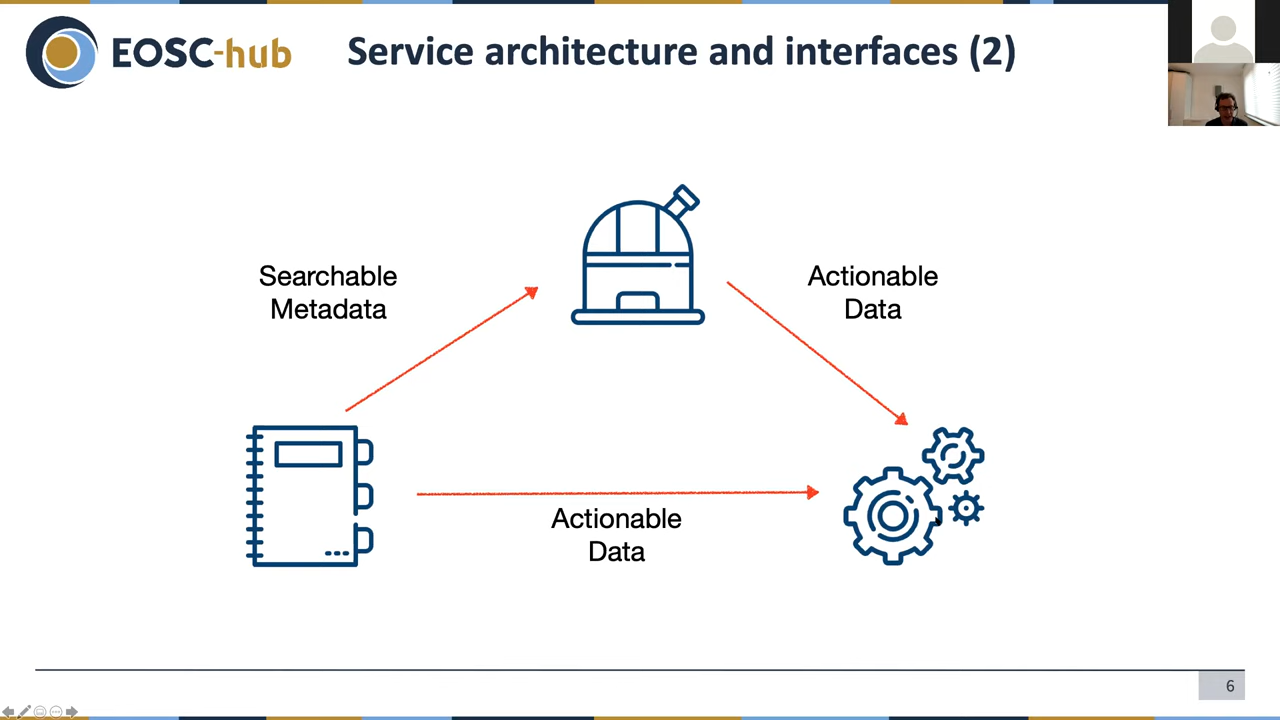 EOSC-hub
Service architecture and interfaces (2)
Searchable
Metadata
Actionable
Data
Actionable
Data
6